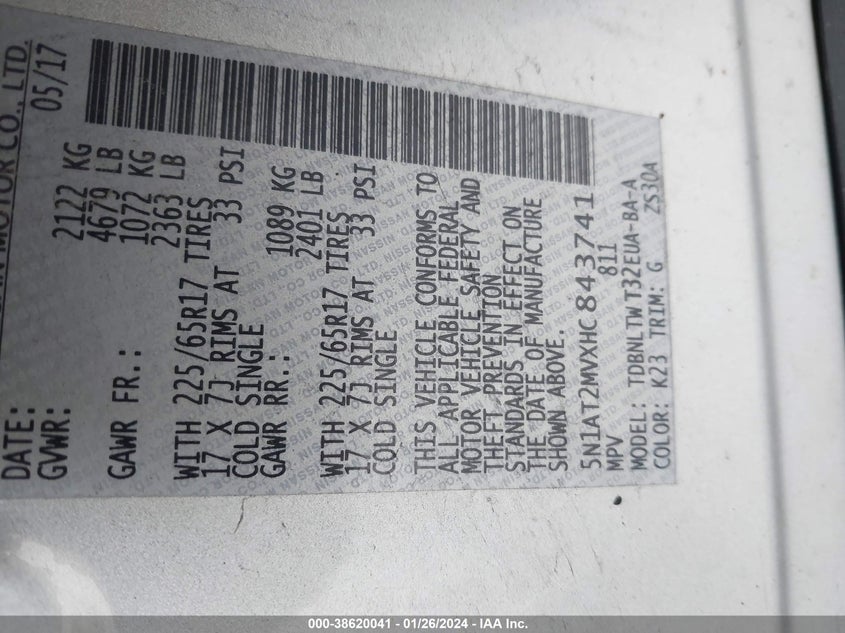 MOTOR CO., LTD.
DATE: 05/17
GVWR: 2122 KG
4679 LB
GAWR FR.: 1072 KG
2363 LB
WITH 225/65R17 TIRES
17 X 7J RIMS AT 33 PSI
COLD SINGLE
GAWR RR.: 1089 KG
2401 LB
WITH 225/65R17 TIRES
17 X 7J RIMS AT 33 PSI
COLD SINGLE
THIS VEHICLE CONFORMS TO
ALL APPLICABLE FEDERAL
MOTOR VEHICLE SAFETY AND
THEFT PREVENTION
STANDARDS IN EFFECT ON
THE DATE OF MANUFACTURE
SHOWN ABOVE.
5N1AT2MVXHC843741
MPV 811
MODEL: TDBNLTWT32EUA-BA-A
COLOR: K23 TRIM: G ZS30A
000-38620041 - 01/26/2024 - IAA Inc.